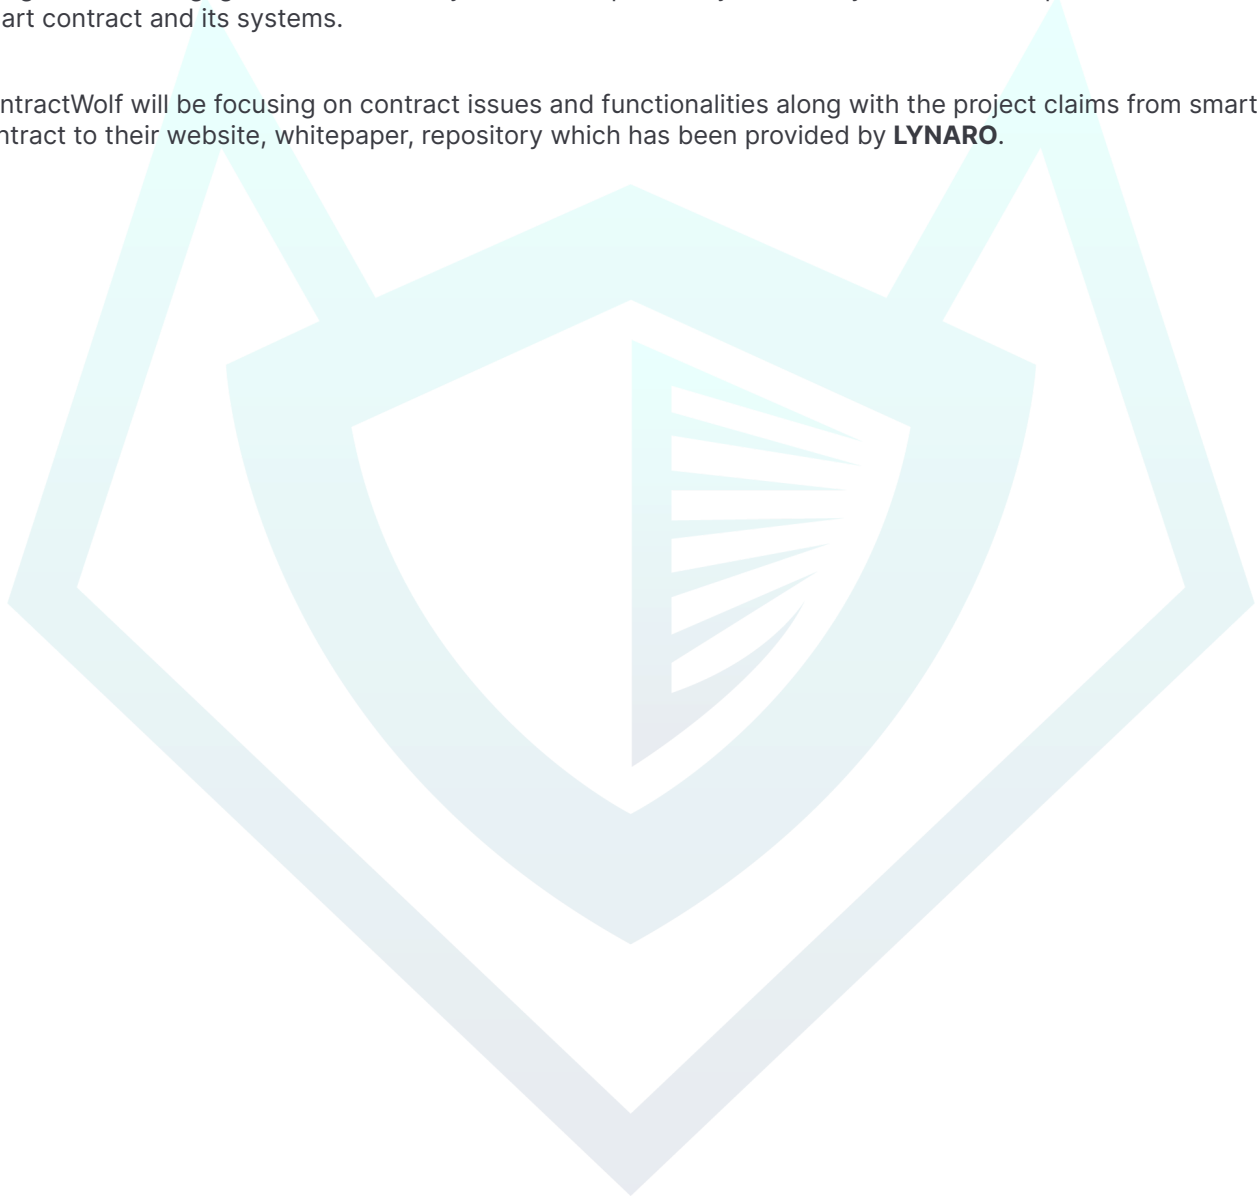 art contract and its systems.
ntractWolf will be focusing on contract issues and functionalities along with the project claims from smart
ntract to their website, whitepaper, repository which has been provided by LYNARO.